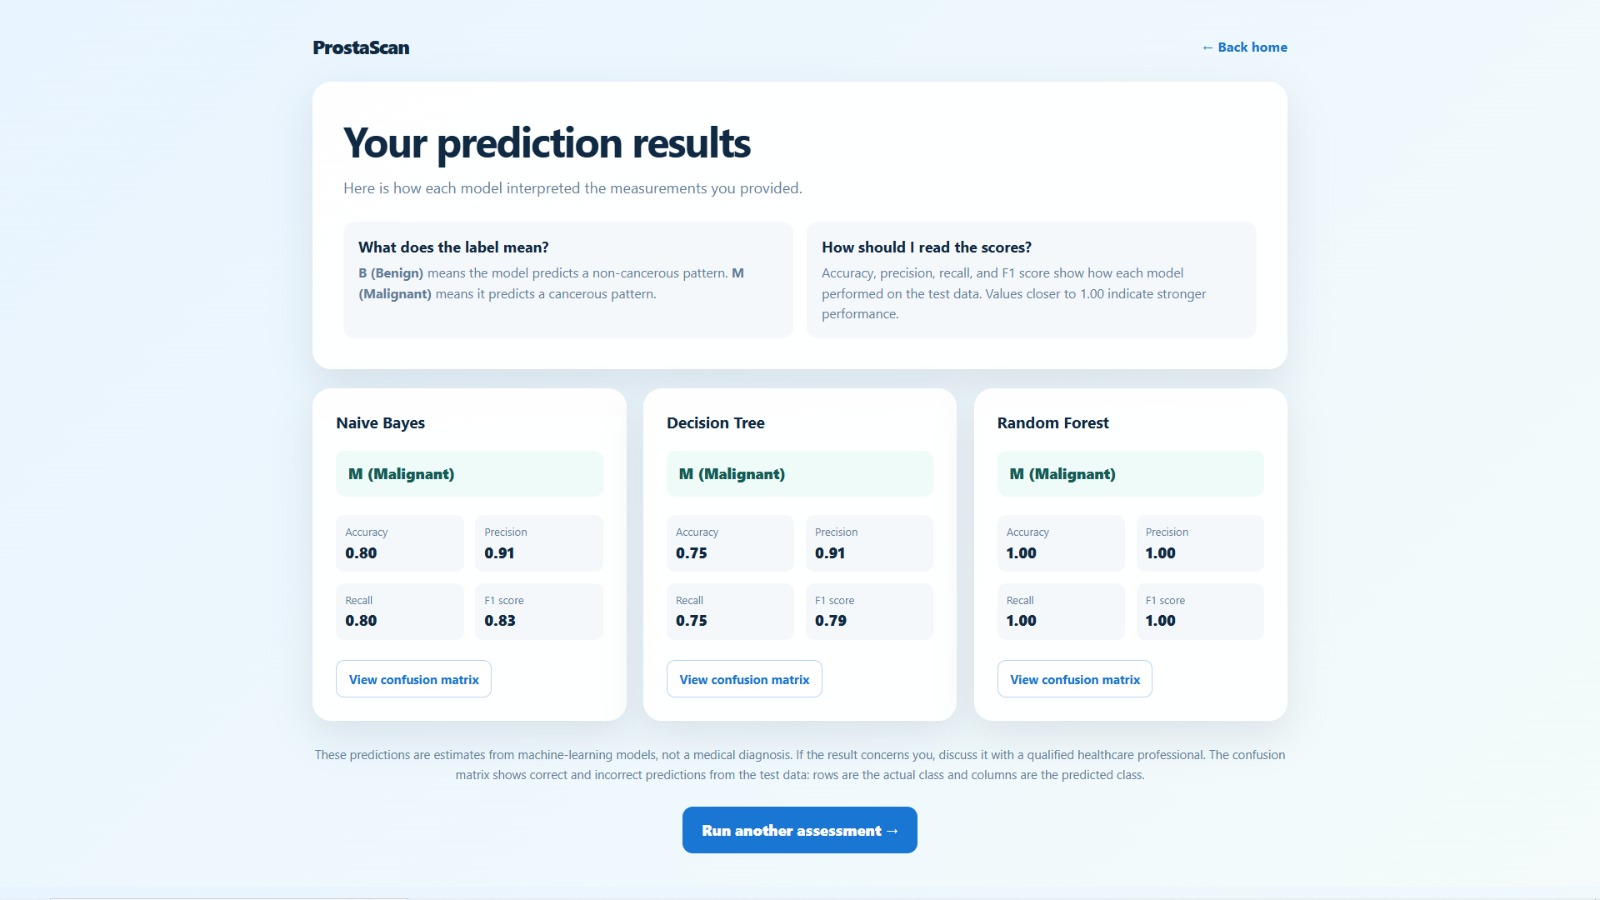 ProstaScan
← Back home
Your prediction results
Here is how each model interpreted the measurements you provided.
What does the label mean?
B (Benign) means the model predicts a non-cancerous pattern. M
(Malignant) means it predicts a cancerous pattern.
How should I read the scores?
Accuracy, precision, recall, and F1 score show how each model
performed on the test data. Values closer to 1.00 indicate stronger
performance.
Naive Bayes
M (Malignant)
Accuracy
0.80
Precision
0.91
Recall
0.80
F1 score
0.83
View confusion matrix
Decision Tree
M (Malignant)
Accuracy
0.75
Precision
0.91
Recall
0.75
F1 score
0.79
View confusion matrix
Random Forest
M (Malignant)
Accuracy
1.00
Precision
1.00
Recall
1.00
F1 score
1.00
View confusion matrix
These predictions are estimates from machine-learning models, not a medical diagnosis. If the result concerns you, discuss it with a qualified healthcare professional. The confusion
matrix shows correct and incorrect predictions from the test data: rows are the actual class and columns are the predicted class.
Run another assessment →